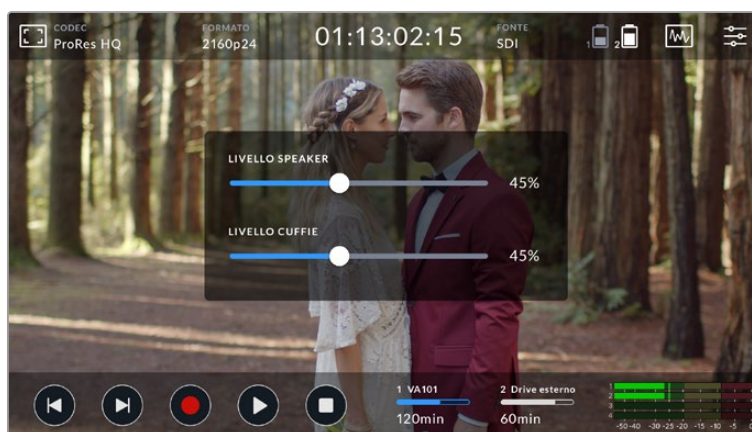 CODEC
ProRes HQ
FORMATO
2160p24
01:13:02:15
FONTE
SDI
1
2
LIVELLO SPEAKER
45%
LIVELLO CUFFIE
45%
1 VA101
120min
2 Drive esterno
60min
1
2
3
4
-50 -40 -30 -25 -20 -15 -10 -5